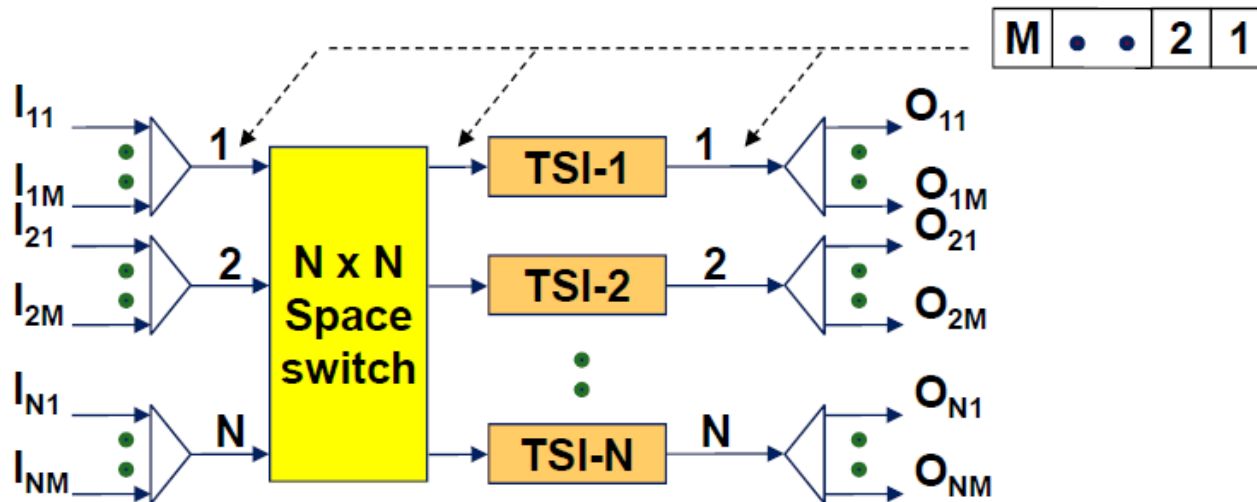 M 2 1
I11
1
TSI-1
1
O11
I1M
O1M
I21
2
N x N
Space
switch
TSI-2
2
O21
I2M
O2M
IN1
N
TSI-N
N
ON1
INM
ONM